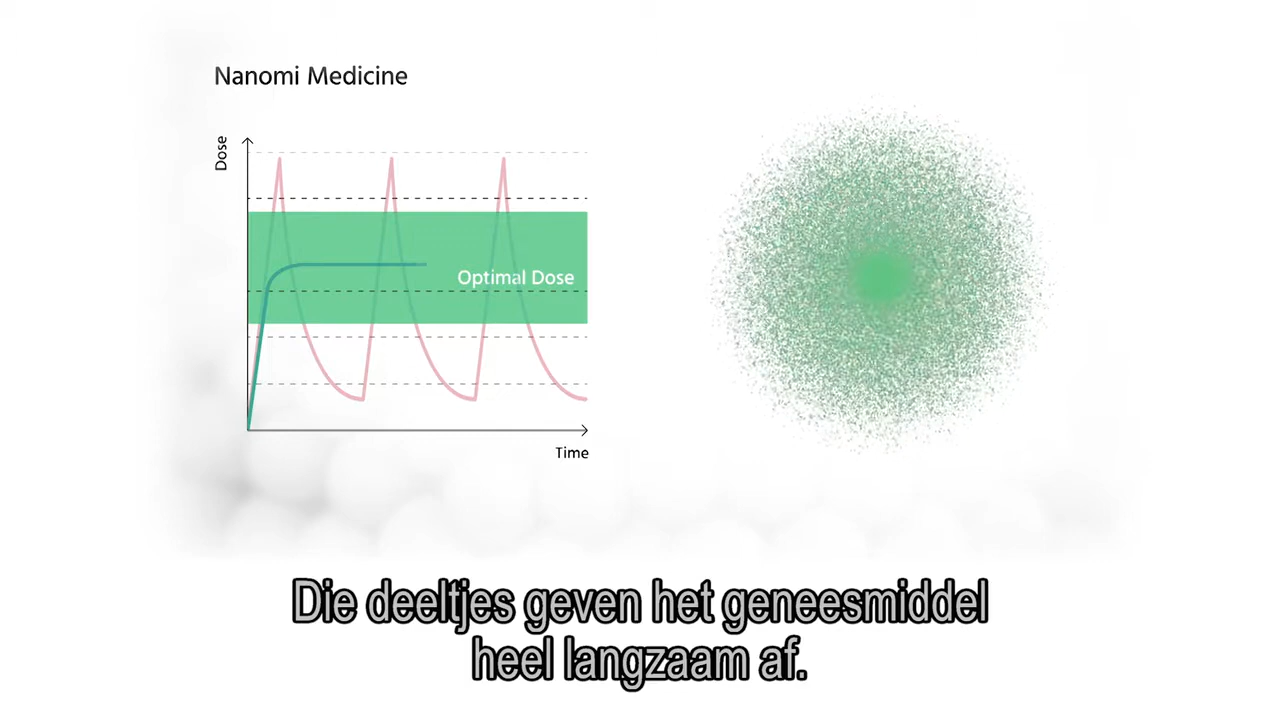 Nanomi Medicine
Dose
Optimal Dose
Time
Die deeltjes geven het geneesmiddel
heel langzaam af.